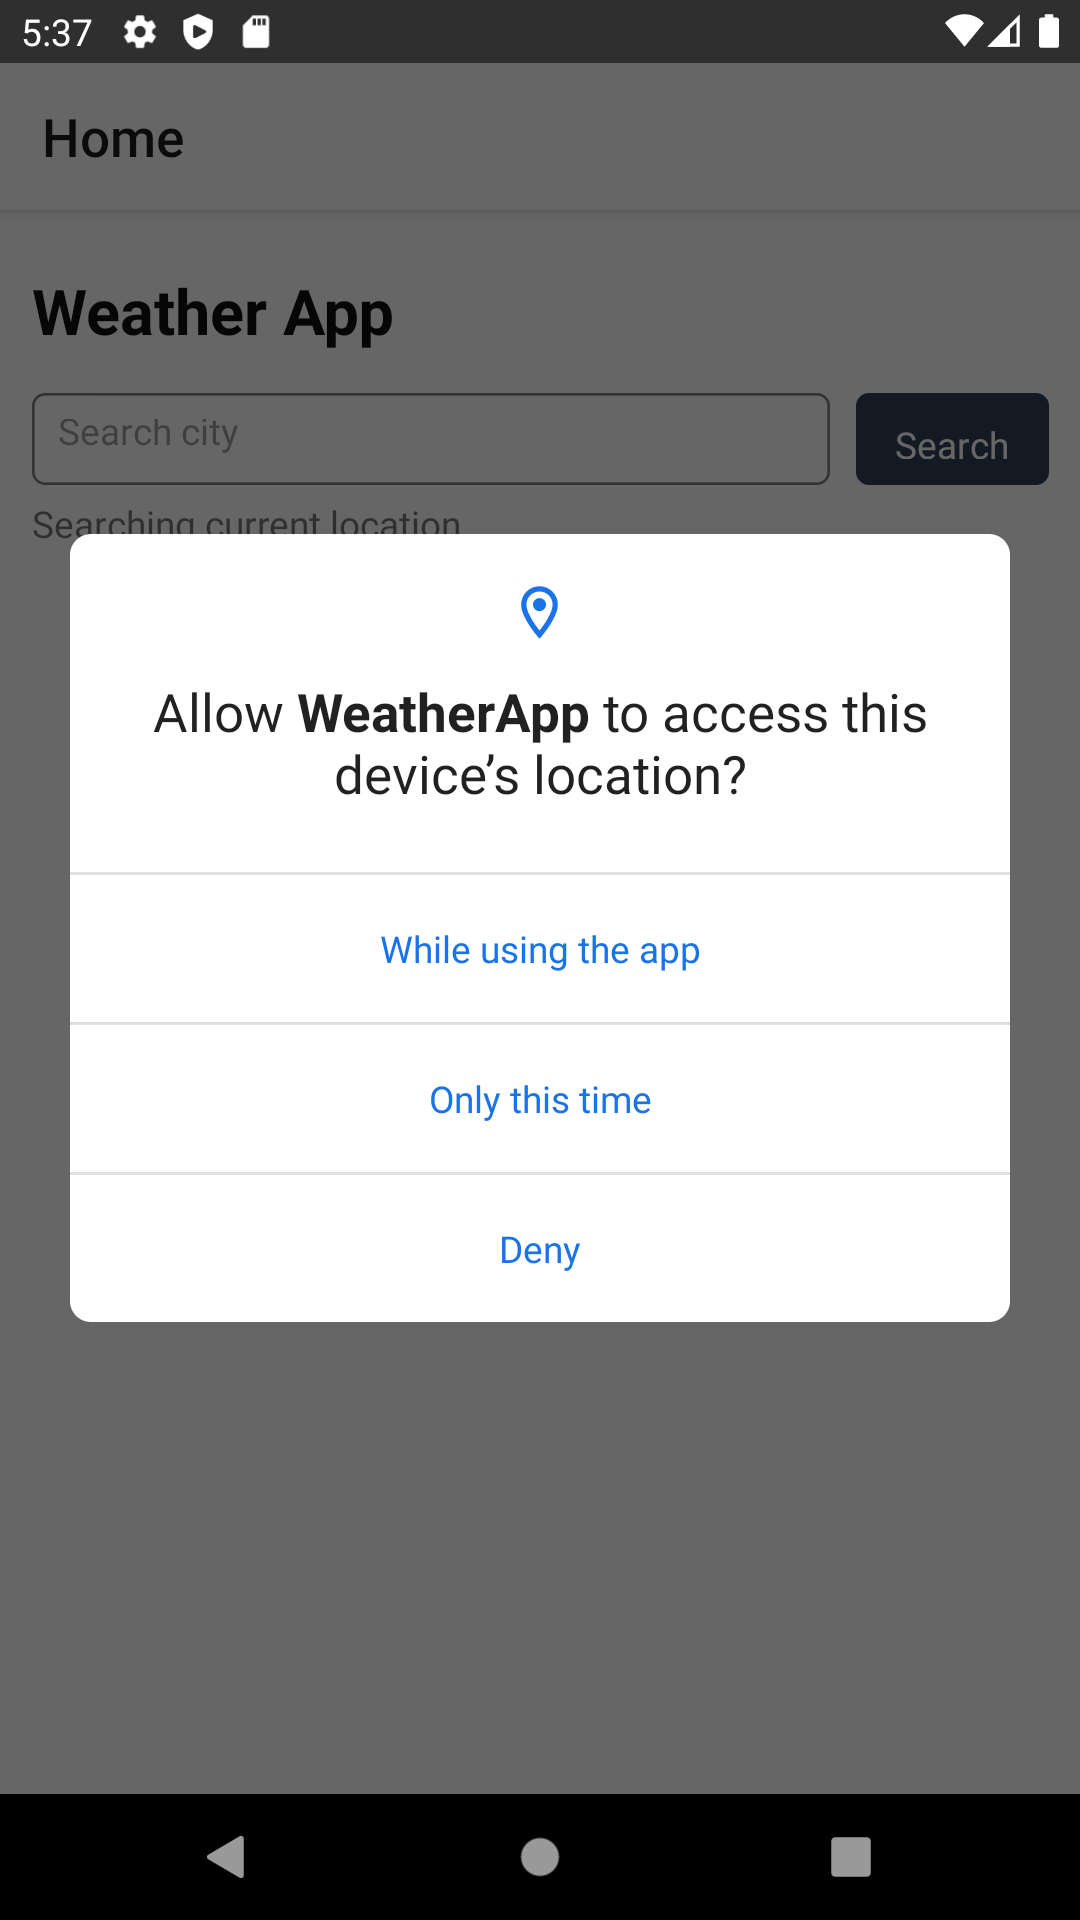 5:37
Home
Weather App
Search city
Search
Searching current location
Allow WeatherApp to access this
device’s location?
While using the app
Only this time
Deny